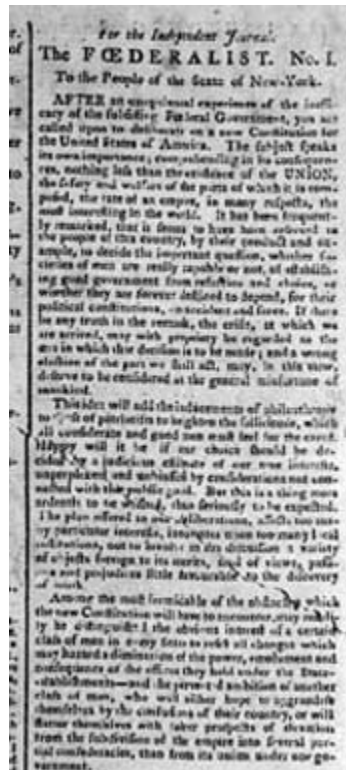 For the Independent Journal.
The FŒDERALIST. No. I.
To the People of the State of New-York.
AFTER an unequivocal experience of the ineffi-
cacy of the subsisting Federal Government, you are
called upon to deliberate on a new Constitution for
the United States of America. The subject speaks
its own importance; comprehending in its consequen-
ces, nothing less than the existence of the UNION,
the safety and welfare of the parts of which it is com-
posed, the fate of an empire, in many respects, the
most interesting in the world. It has been frequent-
ly remarked, that it seems to have been reserved to
the people of this country, by their conduct and ex-
ample, to decide the important question, whether so-
cieties of men are really capable or not, of establish-
ing good government from reflection and choice, or
whether they are forever destined to depend, for their
political constitutions, on accident and force. If there
be any truth in the remark, the crisis, at which we
are arrived, may with propriety be regarded as the
æra in which that decision is to be made; and a wrong
election of the part we shall act, may, in this view,
deserve to be considered as the general misfortune of
mankind.
This idea will add the inducements of philanthropy
to those of patriotism to heighten the sollicitude, which
all considerate and good men must feel for the event.
Happy will it be if our choice should be de-
cided by a judicious estimate of our true interests,
unperplexed and unbiassed by considerations not con-
nected with the public good. But this is a thing more
ardently to be wished, than seriously to be expected.
The plan offered to our deliberations, affects too ma-
ny particular interests, innovates upon too many local
institutions, not to involve in its discussion a variety
of objects foreign to its merits, and of views, passi-
ons and prejudices little favourable to the discovery
of truth.
Among the most formidable of the obstacles which
the new Constitution will have to encounter, may readi-
ly be distinguished the obvious interest of a certain
class of men in every State to resist all changes which
may hazard a diminution of the power, emolument and
consequence of the offices they hold under the State-
establishments—and the perverted ambition of another
class of men, who will either hope to aggrandise
themselves by the confusions of their country, or will
flatter themselves with fairer prospects of elevation
from the subdivision of the empire into several par-
tial confederacies, than from its union under one go-
vernment.